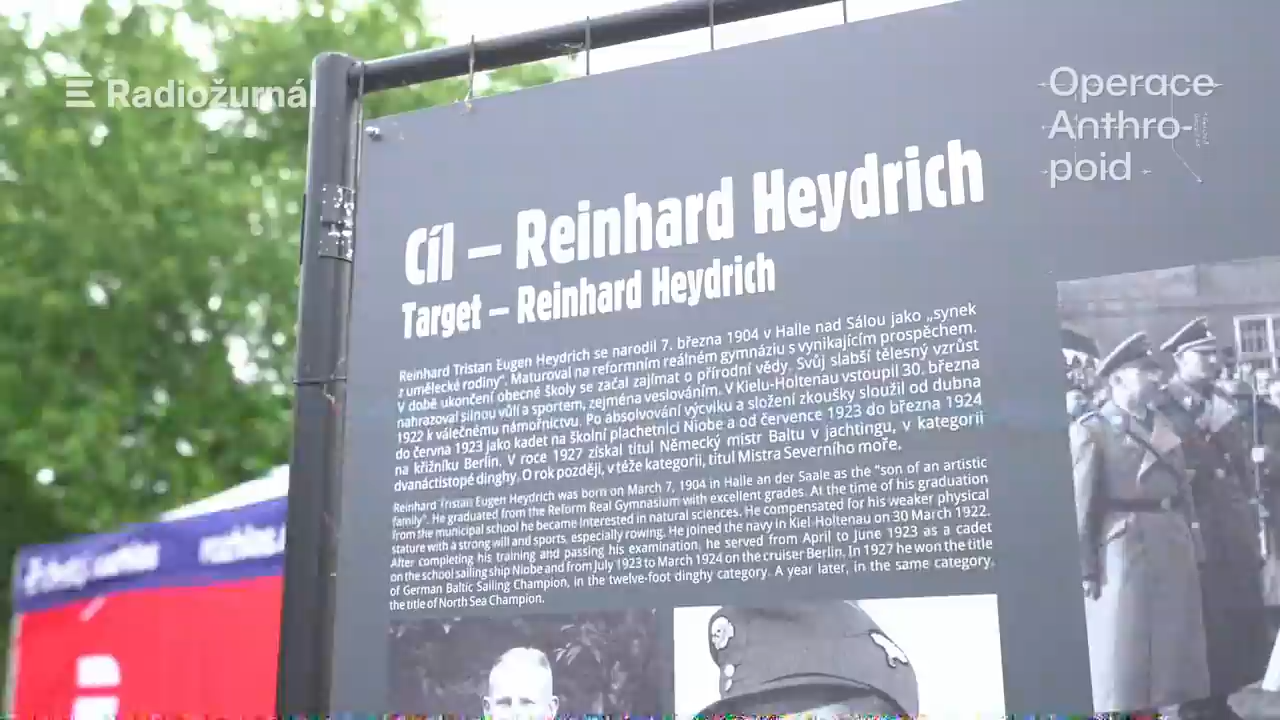 Radiožurnál
Operace
Anthro-
poid
Cíl – Reinhard Heydrich
Target – Reinhard Heydrich
Reinhard Tristan Eugen Heydrich se narodil 7. března 1904 v Halle nad Sálou jako „synek
z umělecké rodiny“. Maturoval na reformním reálném gymnáziu s vynikajícím prospěchem.
V době ukončení obecné školy se začal zajímat o přírodní vědy. Svůj slabší tělesný vzrůst
nahrazoval silnou vůlí a sportem, zejména veslováním. V Kielu-Holtenau vstoupil 30. března
1922 k válečnému námořnictvu. Po absolvování výcviku a složení zkoušky sloužil od dubna
do června 1923 jako kadet na školní plachetnici Niobe a od července 1923 do března 1924
na křižníku Berlin. V roce 1927 získal titul Německý mistr Baltu v jachtingu, v kategorii
dvanáctistopé dinghy. O rok později, v téže kategorii, titul Mistra Severního moře.
Reinhard Tristan Eugen Heydrich was born on March 7, 1904 in Halle an der Saale as the "son of an artistic
family". He graduated from the Reform Real Gymnasium with excellent grades. At the time of his graduation
from the municipal school he became interested in natural sciences. He compensated for his weaker physical
stature with a strong will and sports, especially rowing. He joined the navy in Kiel-Holtenau on 30 March 1922.
After completing his training and passing his examination, he served from April to June 1923 as a cadet
on the school sailing ship Niobe and from July 1923 to March 1924 on the cruiser Berlin. In 1927 he won the title
of German Baltic Sailing Champion, in the twelve-foot dinghy category. A year later, in the same category,
the title of North Sea Champion.